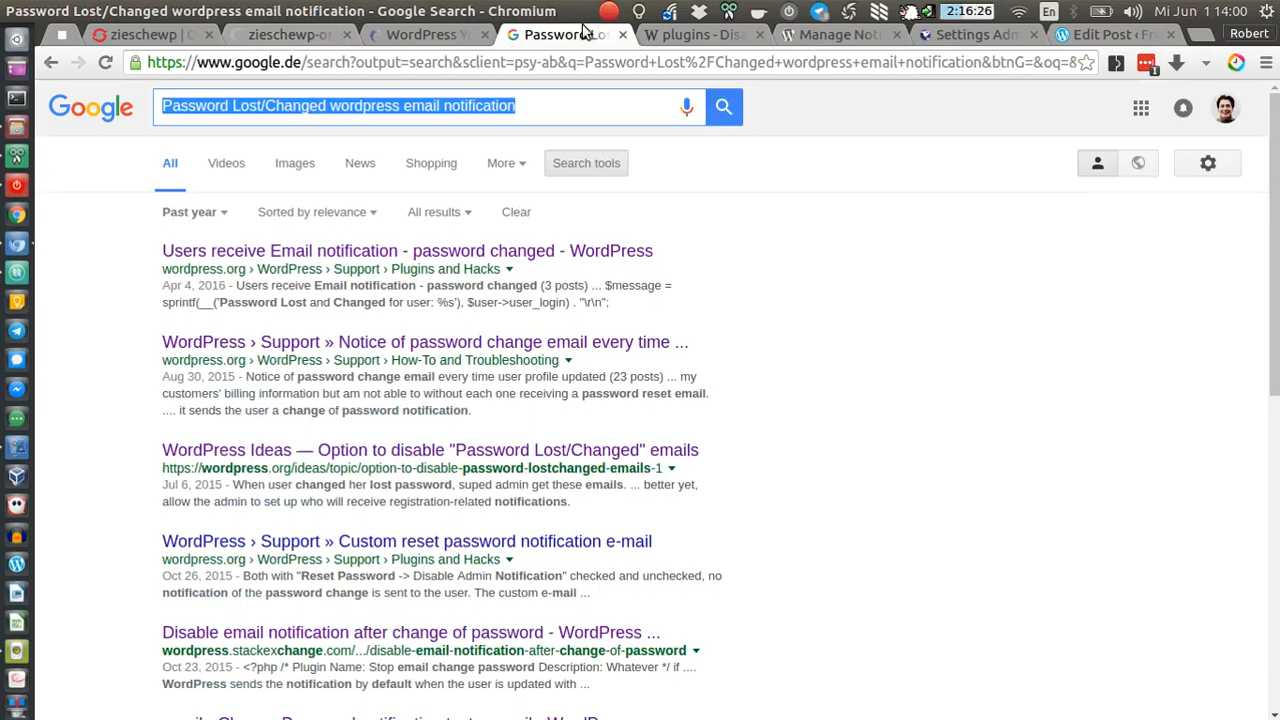 Password Lost/Changed wordpress email notification - Google Search - Chromium
2:16:26
En
Mi Jun 1 14:00
zieschewp
zieschewp-or
WordPress Yo
Password Los
plugins - Disa
Manage Noti
Settings Adm
Edit Post ‹ Fre
Robert
https://www.google.de/search?output=search&sclient=psy-ab&q=Password+Lost%2FChanged+wordpress+email+notification&btnG=&oq=&
1
Google
Password Lost/Changed wordpress email notification
All
Videos
Images
News
Shopping
More
Search tools
Past year
Sorted by relevance
All results
Clear
Users receive Email notification - password changed - WordPress
wordpress.org › WordPress › Support › Plugins and Hacks
Apr 4, 2016 - Users receive Email notification - password changed (3 posts) ... $message =
sprintf(__('Password Lost and Changed for user: %s'), $user->user_login) . "\r\n";
WordPress › Support » Notice of password change email every time ...
wordpress.org › WordPress › Support › How-To and Troubleshooting
Aug 30, 2015 - Notice of password change email every time user profile updated (23 posts) ... my
customers' billing information but am not able to without each one receiving a password reset email.
.... it sends the user a change of password notification.
WordPress Ideas — Option to disable "Password Lost/Changed" emails
https://wordpress.org/ideas/topic/option-to-disable-password-lostchanged-emails-1
Jul 6, 2015 - When user changed her lost password, suped admin get these emails. ... better yet,
allow the admin to set up who will receive registration-related notifications.
WordPress › Support » Custom reset password notification e-mail
wordpress.org › WordPress › Support › Plugins and Hacks
Oct 26, 2015 - Both with "Reset Password -> Disable Admin Notification" checked and unchecked, no
notification of the password change is sent to the user. The custom e-mail ...
Disable email notification after change of password - WordPress ...
wordpress.stackexchange.com/.../disable-email-notification-after-change-of-password
Oct 23, 2015 - <?php /* Plugin Name: Stop email change password Description: Whatever */ if ....
WordPress sends the notification by default when the user is updated with ...